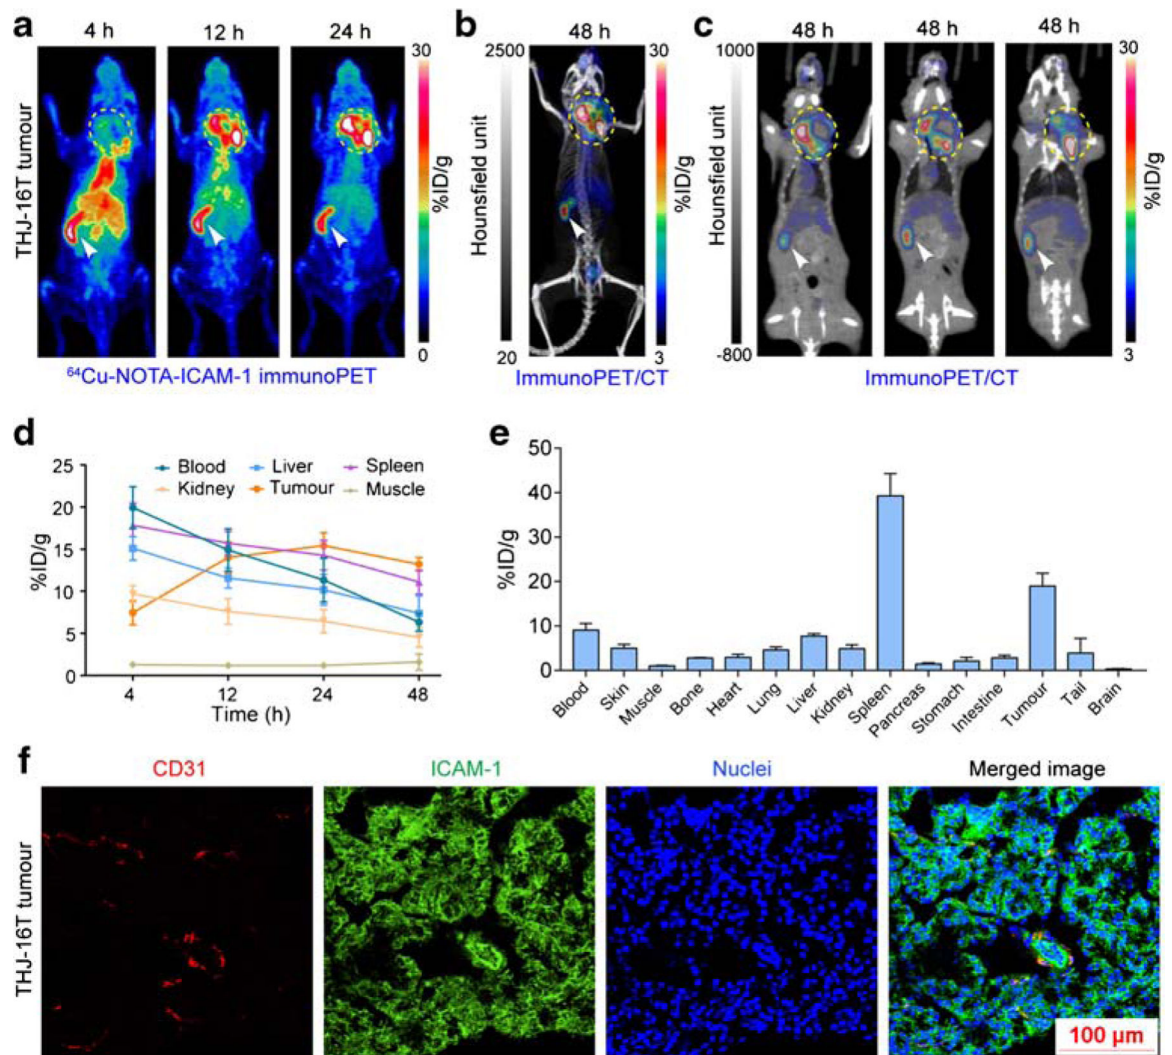 a
4 h
12 h
24 h
THJ-16T tumour
30
%ID/g
0
⁶⁴Cu-NOTA-ICAM-1 immunoPET
b
48 h
2500
Hounsfield unit
20
30
%ID/g
3
ImmunoPET/CT
c
48 h
48 h
48 h
1000
Hounsfield unit
-800
30
%ID/g
3
ImmunoPET/CT
d
Blood
Liver
Spleen
Kidney
Tumour
Muscle
25
20
15
10
5
0
%ID/g
4
12
24
48
Time (h)
e
50
40
30
20
10
0
%ID/g
Blood
Skin
Muscle
Bone
Heart
Lung
Liver
Kidney
Spleen
Pancreas
Stomach
Intestine
Tumour
Tail
Brain
f
CD31
ICAM-1
Nuclei
Merged image
THJ-16T tumour
100 µm